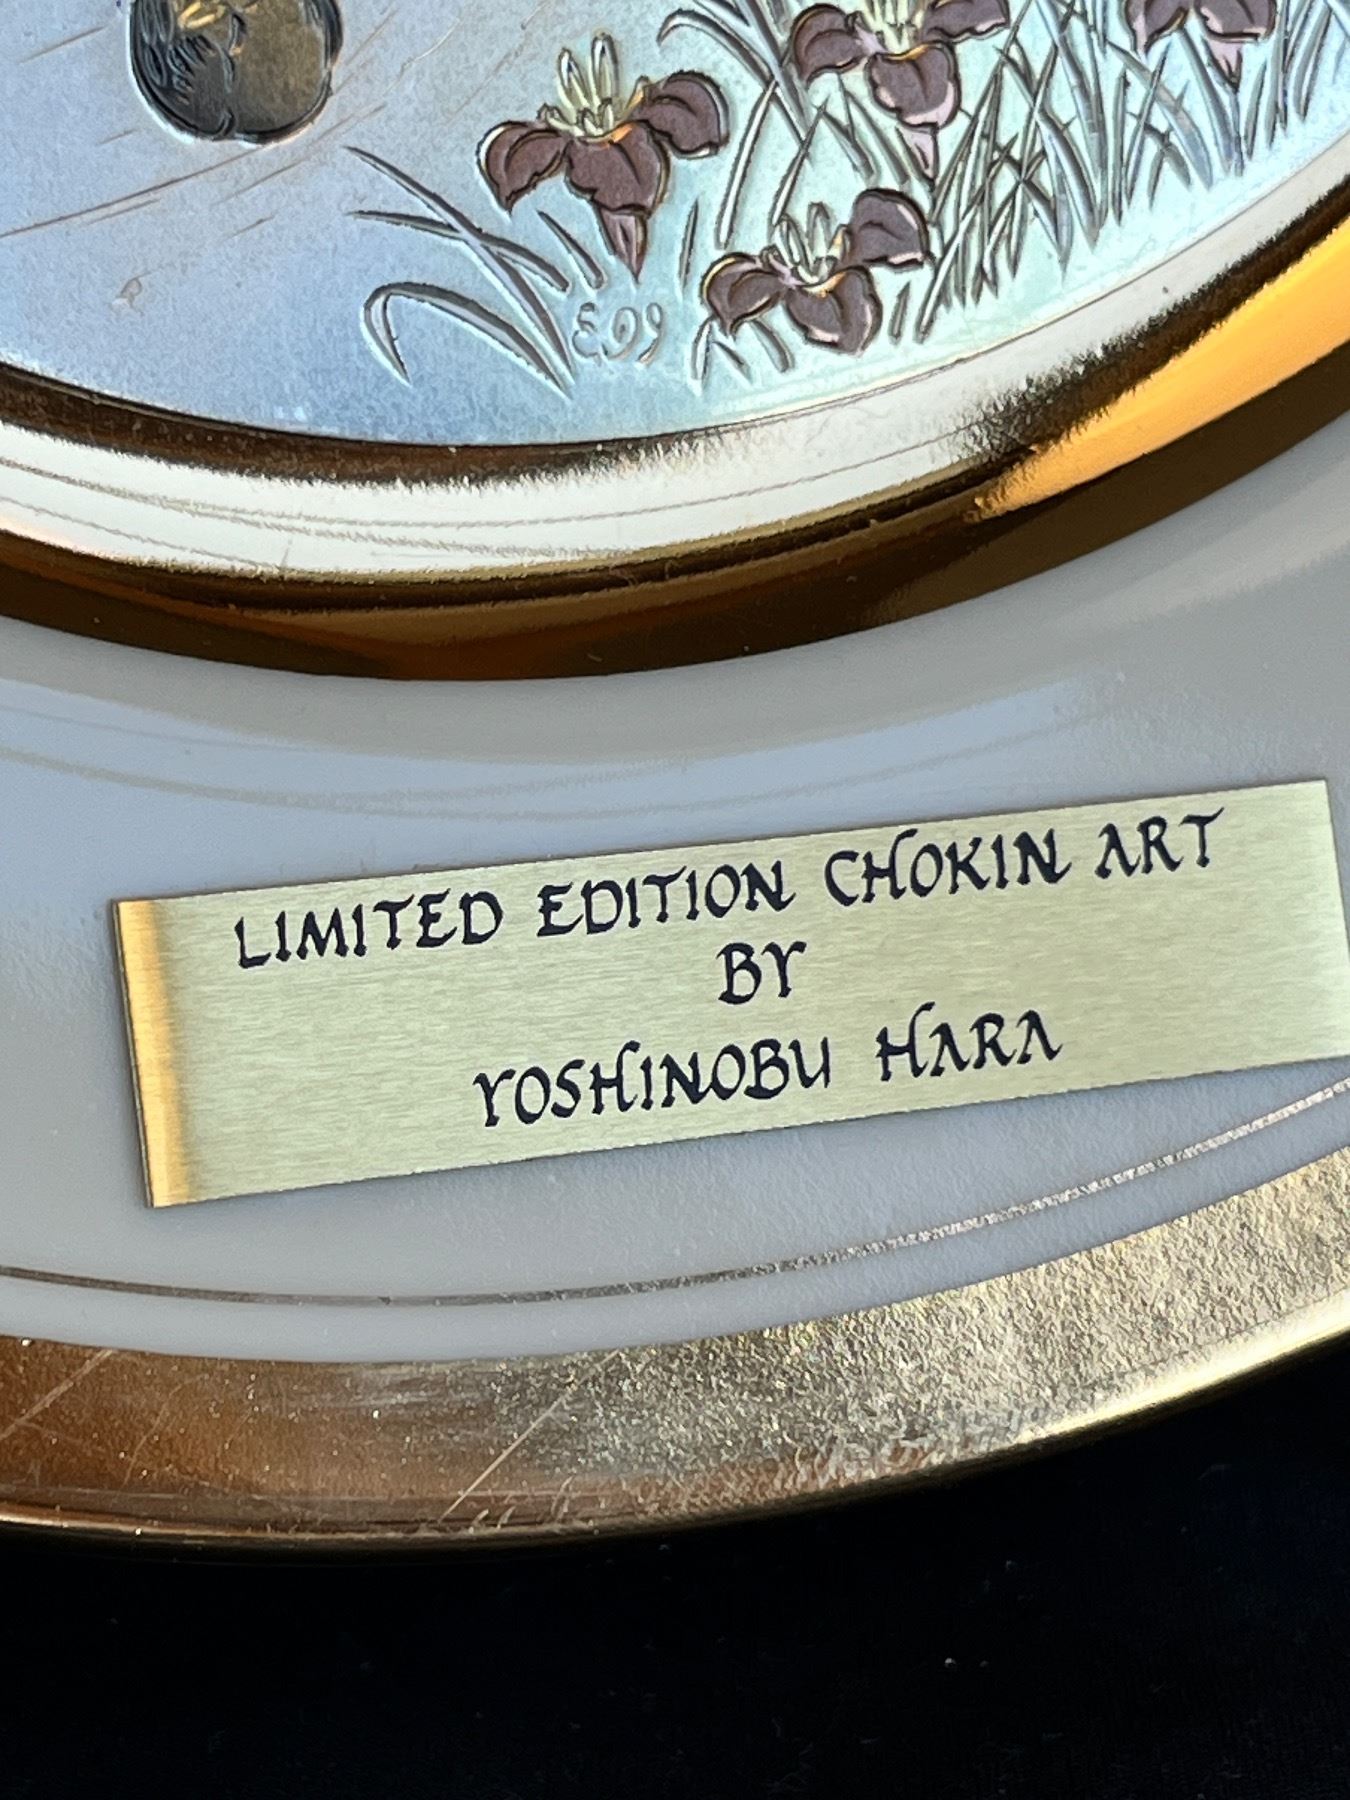 LIMITED EDITION CHOKIN ART
BY
YOSHINOBU HARA